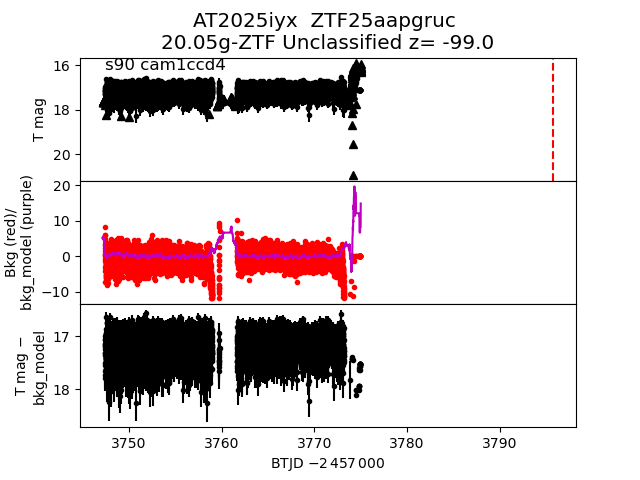 AT2025iyx  ZTF25aapgruc
20.05g-ZTF Unclassified z= -99.0
s90 cam1ccd4
T mag
16
18
20
Bkg (red)/
bkg_model (purple)
20
10
0
−10
T mag −
bkg_model
17
18
3750
3760
3770
3780
3790
BTJD −2 457 000